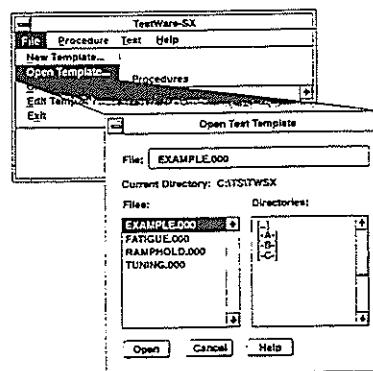 TestWare-SX
File Procedure Test Help
New Template...
Open Template...
Procedures
Exit
Open Test Template
File: EXAMPLE.000
Current Directory: C:\TS\TWSX
Files:
EXAMPLE.000
FATIGUE.000
RAMPHOLD.000
TUNING.000
Directories:
[..]
[-A-]
[-B-]
[-C-]
Open Cancel Help